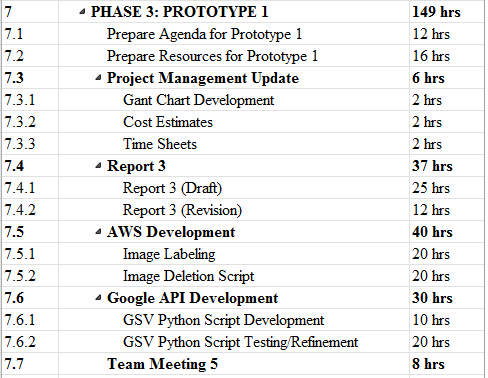 7 PHASE 3: PROTOTYPE 1 149 hrs
7.1 Prepare Agenda for Prototype 1 12 hrs
7.2 Prepare Resources for Prototype 1 16 hrs
7.3 Project Management Update 6 hrs
7.3.1 Gant Chart Development 2 hrs
7.3.2 Cost Estimates 2 hrs
7.3.3 Time Sheets 2 hrs
7.4 Report 3 37 hrs
7.4.1 Report 3 (Draft) 25 hrs
7.4.2 Report 3 (Revision) 12 hrs
7.5 AWS Development 40 hrs
7.5.1 Image Labeling 20 hrs
7.5.2 Image Deletion Script 20 hrs
7.6 Google API Development 30 hrs
7.6.1 GSV Python Script Development 10 hrs
7.6.2 GSV Python Script Testing/Refinement 20 hrs
7.7 Team Meeting 5 8 hrs